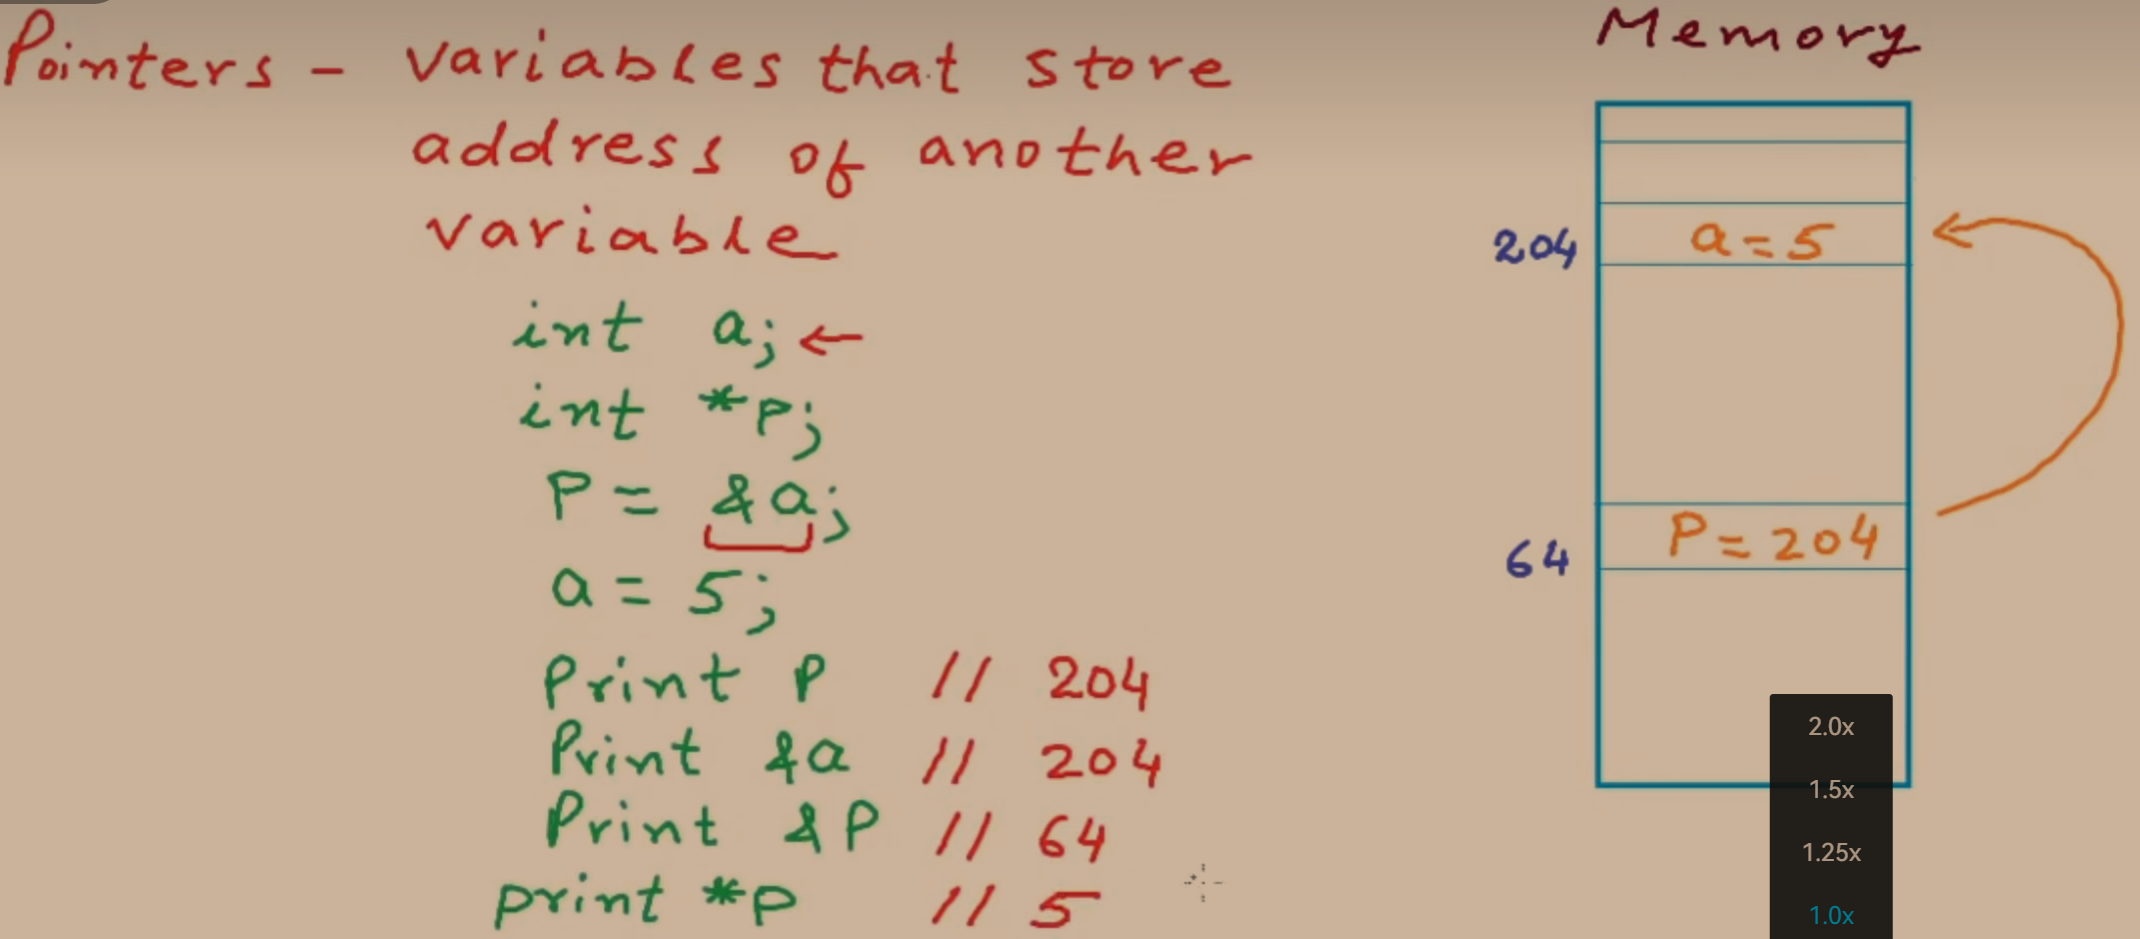 Pointers - variables that store
address of another
variable
int a; ←
int *p;
P = &a;
a = 5;
Print P // 204
Print &a // 204
Print &P // 64
print *p // 5
Memory
204 a = 5
64 P = 204
2.0x
1.5x
1.25x
1.0x